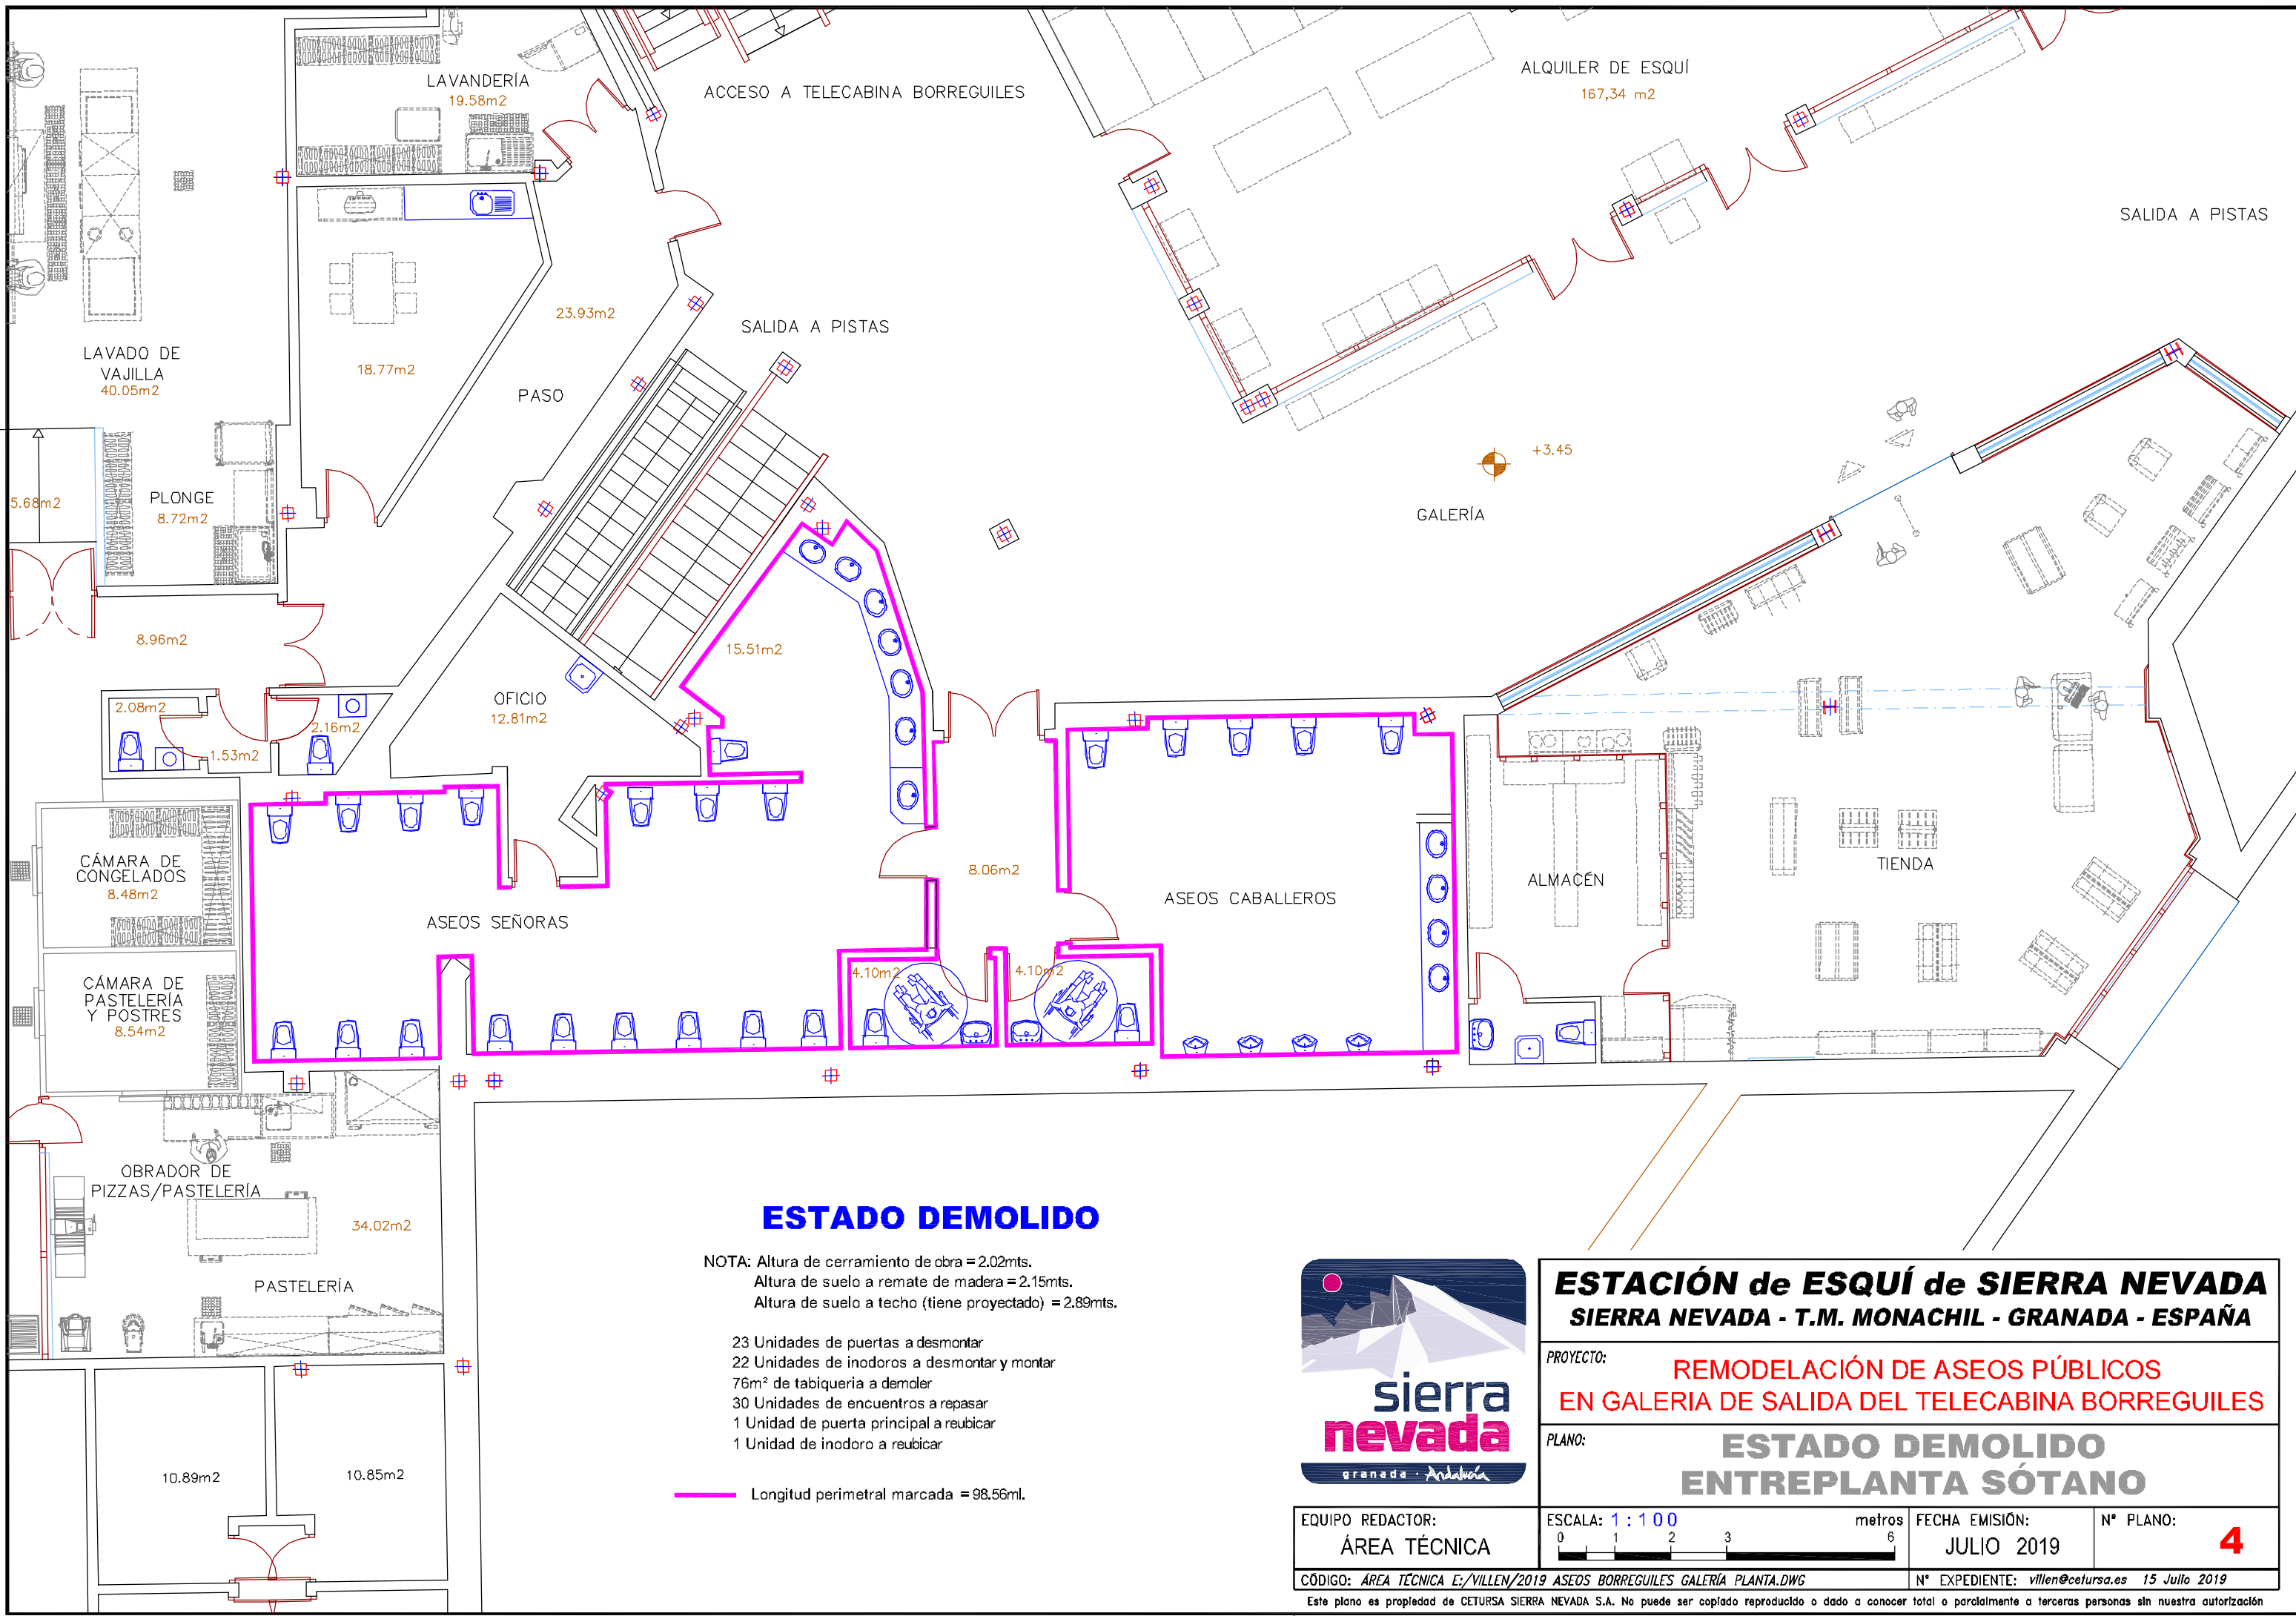 LAVANDERÍA
19.58m2
ACCESO A TELECABINA BORREGUILES
ALQUILER DE ESQUÍ
167,34 m2
SALIDA A PISTAS
23.93m2
SALIDA A PISTAS
LAVADO DE
VAJILLA
40.05m2
18.77m2
PASO
+3.45
GALERÍA
5.68m2
PLONGE
8.72m2
8.96m2
15.51m2
OFICIO
12.81m2
2.08m2
2.16m2
1.53m2
CÁMARA DE
CONGELADOS
8.48m2
ASEOS SEÑORAS
8.06m2
ASEOS CABALLEROS
ALMACÉN
TIENDA
4.10m2
4.10m2
CÁMARA DE
PASTELERÍA
Y POSTRES
8.54m2
OBRADOR DE
PIZZAS/PASTELERÍA
34.02m2
PASTELERÍA
10.89m2
10.85m2
ESTADO DEMOLIDO
NOTA: Altura de cerramiento de obra = 2.02mts.
Altura de suelo a remate de madera = 2.15mts.
Altura de suelo a techo (tiene proyectado) = 2.89mts.
23 Unidades de puertas a desmontar
22 Unidades de inodoros a desmontar y montar
76m² de tabiqueria a demoler
30 Unidades de encuentros a repasar
1 Unidad de puerta principal a reubicar
1 Unidad de inodoro a reubicar
Longitud perimetral marcada = 98.56ml.
sierra
nevada
granada · Andalucía
ESTACIÓN de ESQUÍ de SIERRA NEVADA
SIERRA NEVADA - T.M. MONACHIL - GRANADA - ESPAÑA
PROYECTO:
REMODELACIÓN DE ASEOS PÚBLICOS
EN GALERIA DE SALIDA DEL TELECABINA BORREGUILES
PLANO:
ESTADO DEMOLIDO
ENTREPLANTA SÓTANO
EQUIPO REDACTOR:
ÁREA TÉCNICA
ESCALA: 1:100 metros
0 1 2 3 6
FECHA EMISIÓN:
JULIO 2019
Nº PLANO:
4
CÓDIGO: ÁREA TÉCNICA E:/VILLEN/2019 ASEOS BORREGUILES GALERÍA PLANTA.DWG
Nº EXPEDIENTE: villen@cetursa.es 15 Julio 2019
Este plano es propiedad de CETURSA SIERRA NEVADA S.A. No puede ser copiado reproducido o dado a conocer total o parcialmente a terceras personas sin nuestra autorización